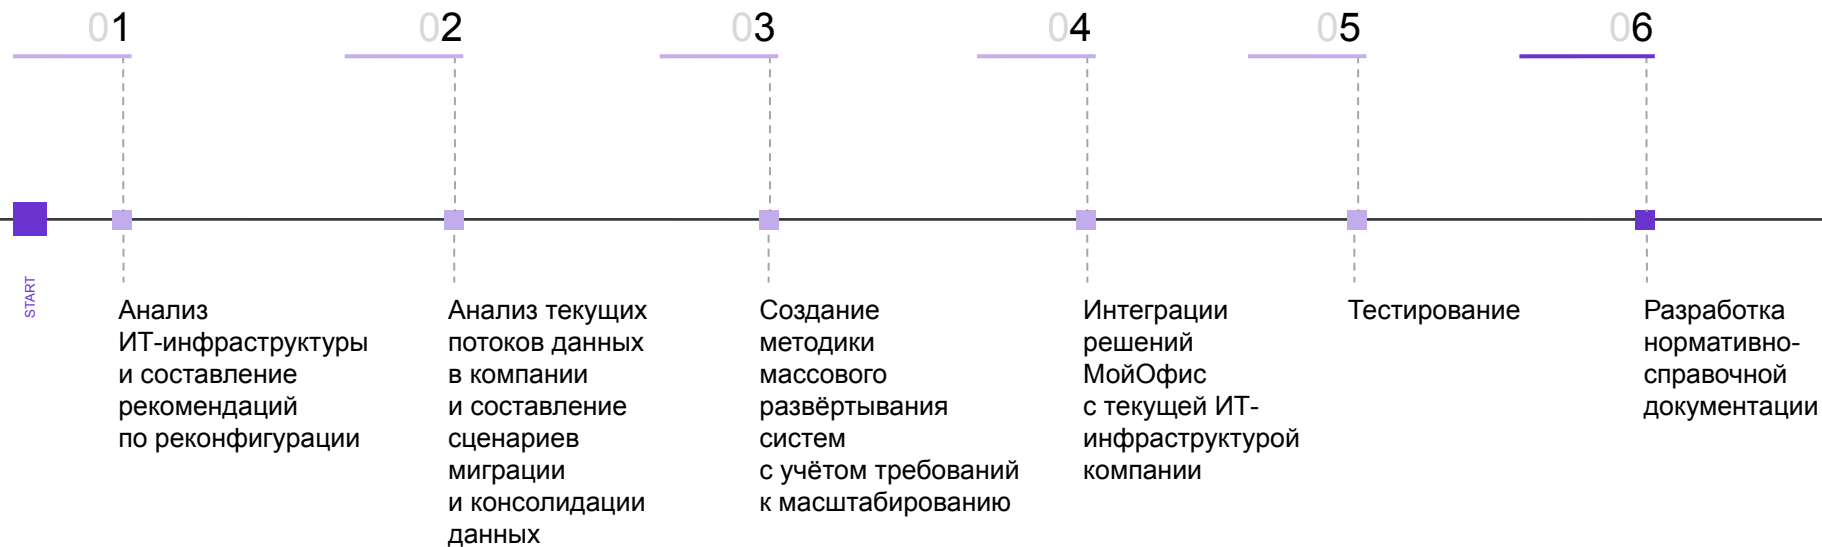 01
02
03
04
05
06
START
Анализ
ИТ-инфраструктуры
и составление
рекомендаций
по реконфигурации
Анализ текущих
потоков данных
в компании
и составление
сценариев
миграции
и консолидации
данных
Создание
методики
массового
развёртывания
систем
с учётом требований
к масштабированию
Интеграции
решений
МойОфис
с текущей ИТ-
инфраструктурой
компании
Тестирование
Разработка
нормативно-
справочной
документации